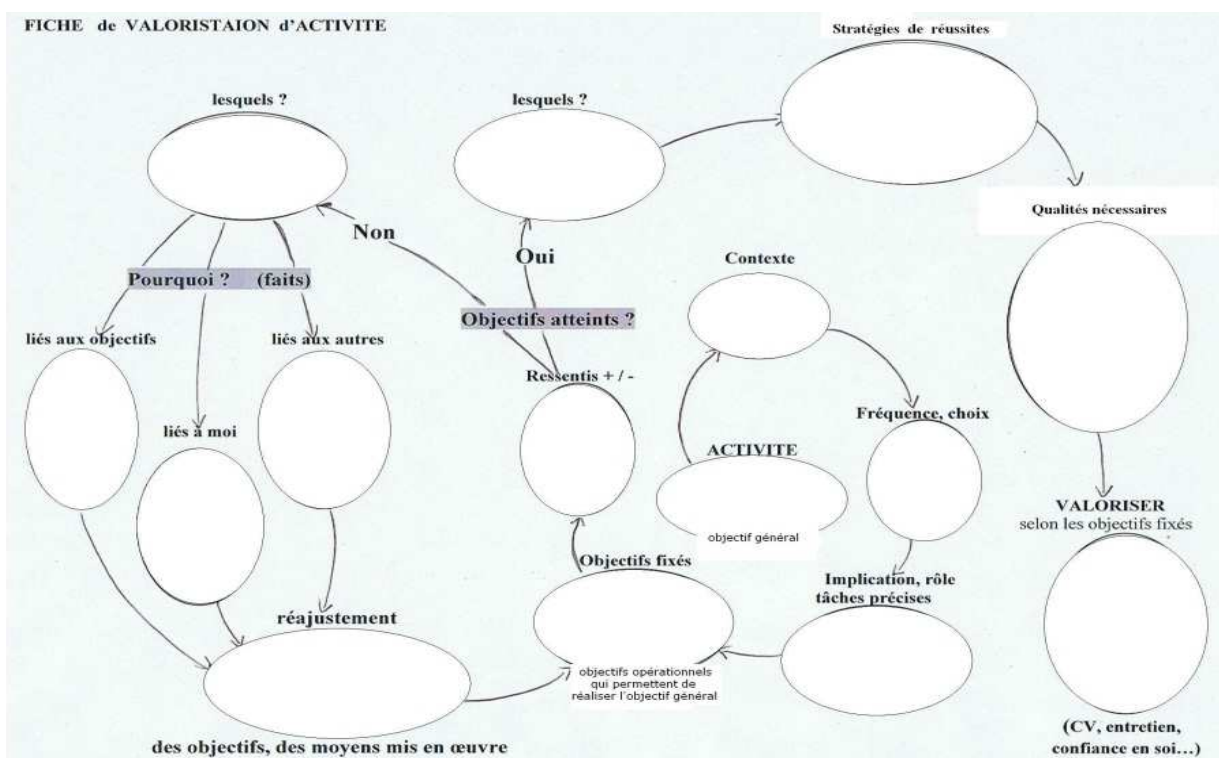 FICHE de VALORISTAION d'ACTIVITE
Stratégies de réussites
lesquels ?
lesquels ?
Qualités nécessaires
Non
Oui
Contexte
Pourquoi ? (faits)
Objectifs atteints ?
liés aux objectifs
liés aux autres
Ressentis + / -
Fréquence, choix
liés à moi
ACTIVITE
VALORISER
selon les objectifs fixés
objectif général
Objectifs fixés
Implication, rôle
tâches précises
réajustement
objectifs opérationnels
qui permettent de
réaliser l'objectif général
des objectifs, des moyens mis en œuvre
(CV, entretien,
confiance en soi...)